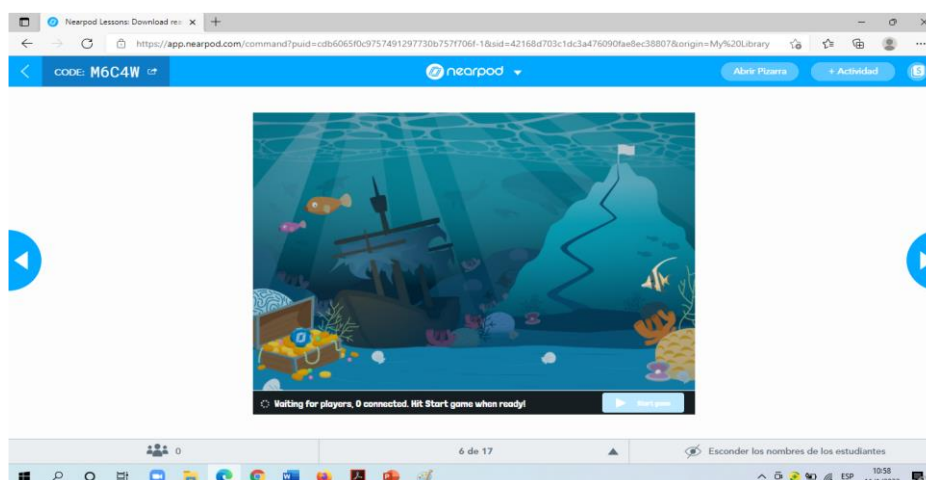 Nearpod Lessons: Download rea
https://app.nearpod.com/command?puid=cdb6065f0c9757491297730b757f706f-1&sid=42168d703c1dc3a476090fae8ec38807&origin=My%20Library
CODE: M6C4W
nearpod
Abrir Pizarra
+ Actividad
S
Waiting for players, 0 connected. Hit Start game when ready!
Start game
0
6 de 17
Esconder los nombres de los estudiantes
ESP
10:58